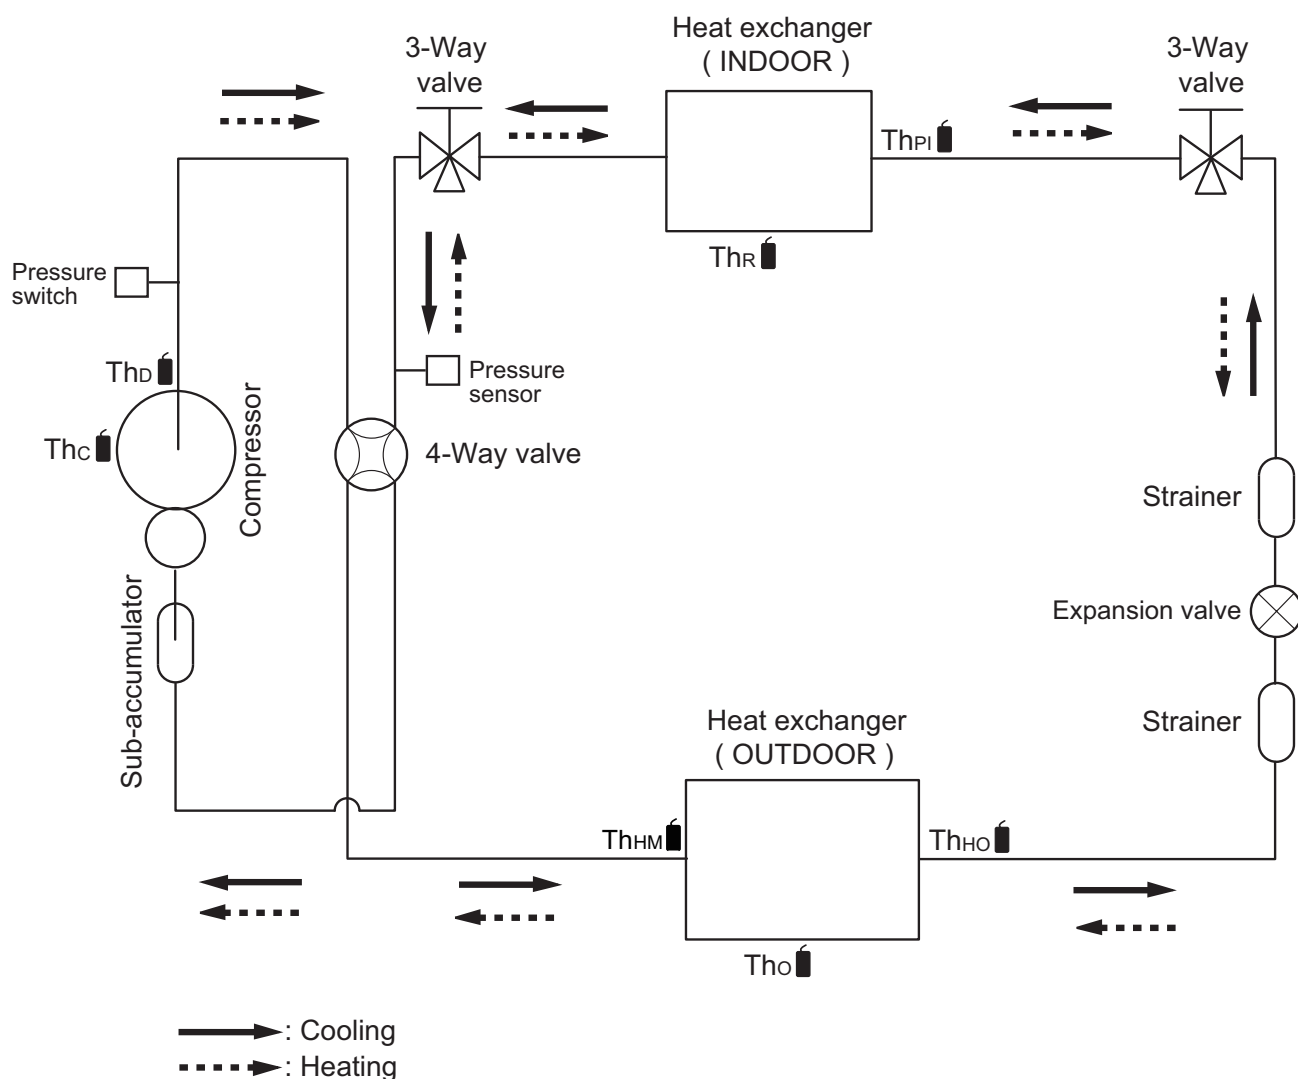 Heat exchanger
( INDOOR )
3-Way
valve
3-Way
valve
ThPI
ThR
Pressure
switch
ThD
Pressure
sensor
ThC
Compressor
4-Way valve
Strainer
Expansion valve
Sub-accumulator
Strainer
Heat exchanger
( OUTDOOR )
ThHM
ThHO
ThO
: Cooling
: Heating